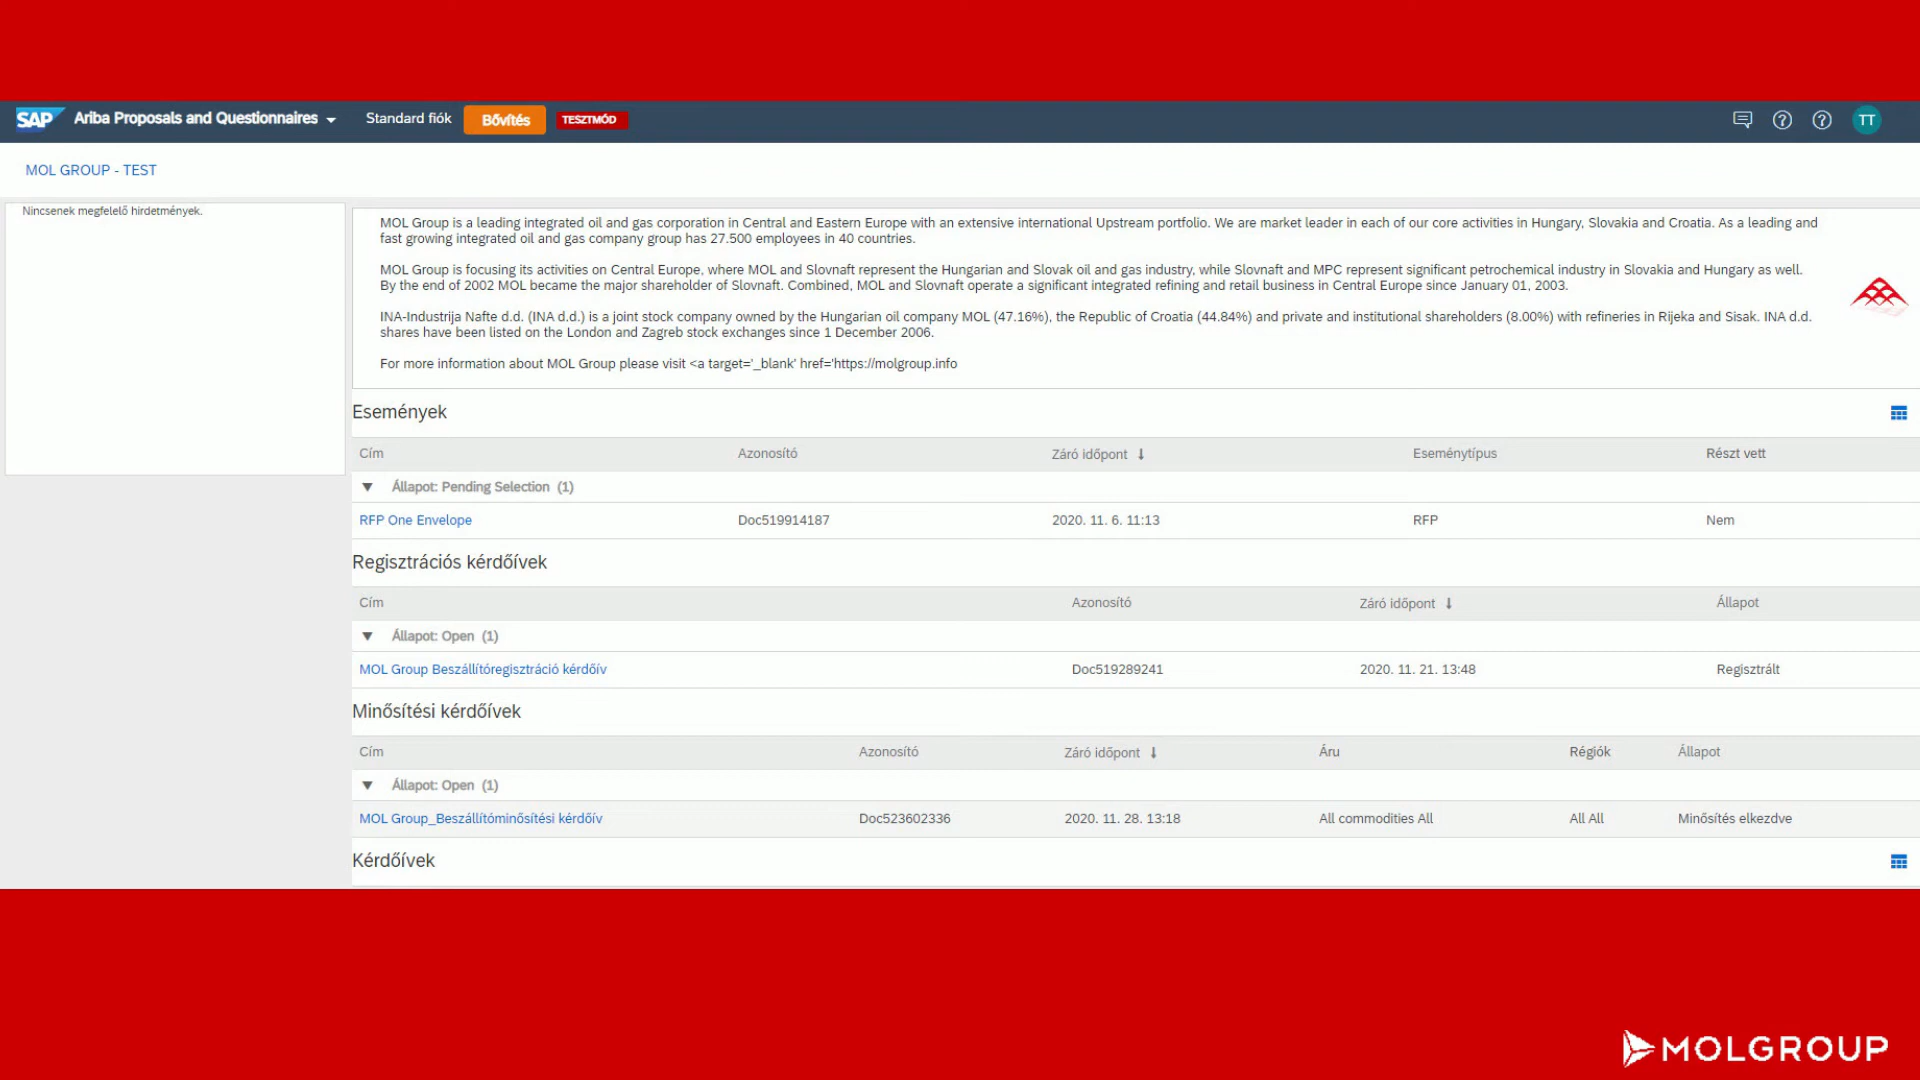 SAP Ariba Proposals and Questionnaires Standard fiók Bővítés TESZTMÓD TT
MOL GROUP - TEST
Nincsenek megfelelő hirdetmények.
MOL Group is a leading integrated oil and gas corporation in Central and Eastern Europe with an extensive international Upstream portfolio. We are market leader in each of our core activities in Hungary, Slovakia and Croatia. As a leading and
fast growing integrated oil and gas company group has 27.500 employees in 40 countries.
MOL Group is focusing its activities on Central Europe, where MOL and Slovnaft represent the Hungarian and Slovak oil and gas industry, while Slovnaft and MPC represent significant petrochemical industry in Slovakia and Hungary as well.
By the end of 2002 MOL became the major shareholder of Slovnaft. Combined, MOL and Slovnaft operate a significant integrated refining and retail business in Central Europe since January 01, 2003.
INA-Industrija Nafte d.d. (INA d.d.) is a joint stock company owned by the Hungarian oil company MOL (47.16%), the Republic of Croatia (44.84%) and private and institutional shareholders (8.00%) with refineries in Rijeka and Sisak. INA d.d.
shares have been listed on the London and Zagreb stock exchanges since 1 December 2006.
For more information about MOL Group please visit <a target='_blank' href='https://molgroup.info
Események
Cím Azonosító Záró időpont ↓ Eseménytípus Részt vett
▼ Állapot: Pending Selection (1)
RFP One Envelope Doc519914187 2020. 11. 6. 11:13 RFP Nem
Regisztrációs kérdőívek
Cím Azonosító Záró időpont ↓ Állapot
▼ Állapot: Open (1)
MOL Group Beszállítóregisztráció kérdőív Doc519289241 2020. 11. 21. 13:48 Regisztrált
Minősítési kérdőívek
Cím Azonosító Záró időpont ↓ Áru Régiók Állapot
▼ Állapot: Open (1)
MOL Group_Beszállítóminősítési kérdőív Doc523602336 2020. 11. 28. 13:18 All commodities All All All Minősítés elkezdve
Kérdőívek
MOLGROUP